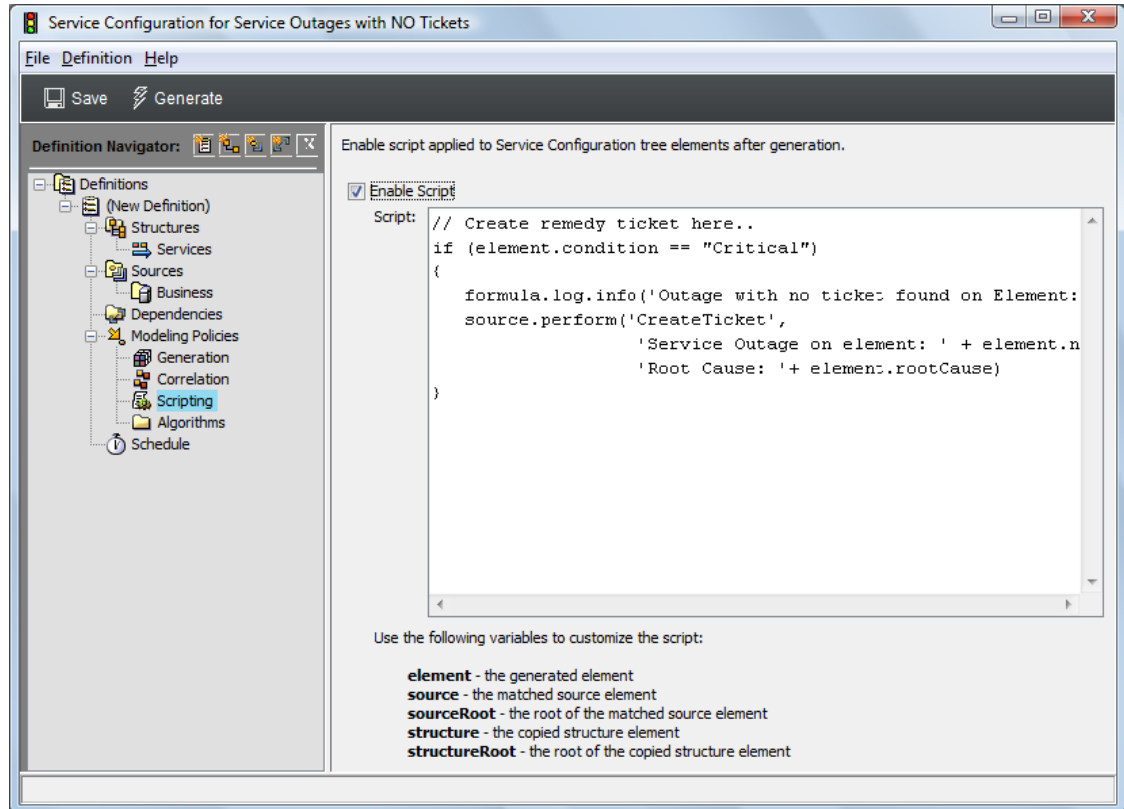 Service Configuration for Service Outages with NO Tickets
File Definition Help
Save Generate
Definition Navigator:
Definitions
(New Definition)
Structures
Services
Sources
Business
Dependencies
Modeling Policies
Generation
Correlation
Scripting
Algorithms
Schedule
Enable script applied to Service Configuration tree elements after generation.
Enable Script
Script:
// Create remedy ticket here..
if (element.condition == "Critical")
{
formula.log.info('Outage with no ticket found on Element:
source.perform('CreateTicket',
'Service Outage on element: ' + element.n
'Root Cause: '+ element.rootCause)
}
Use the following variables to customize the script:
element - the generated element
source - the matched source element
sourceRoot - the root of the matched source element
structure - the copied structure element
structureRoot - the root of the copied structure element